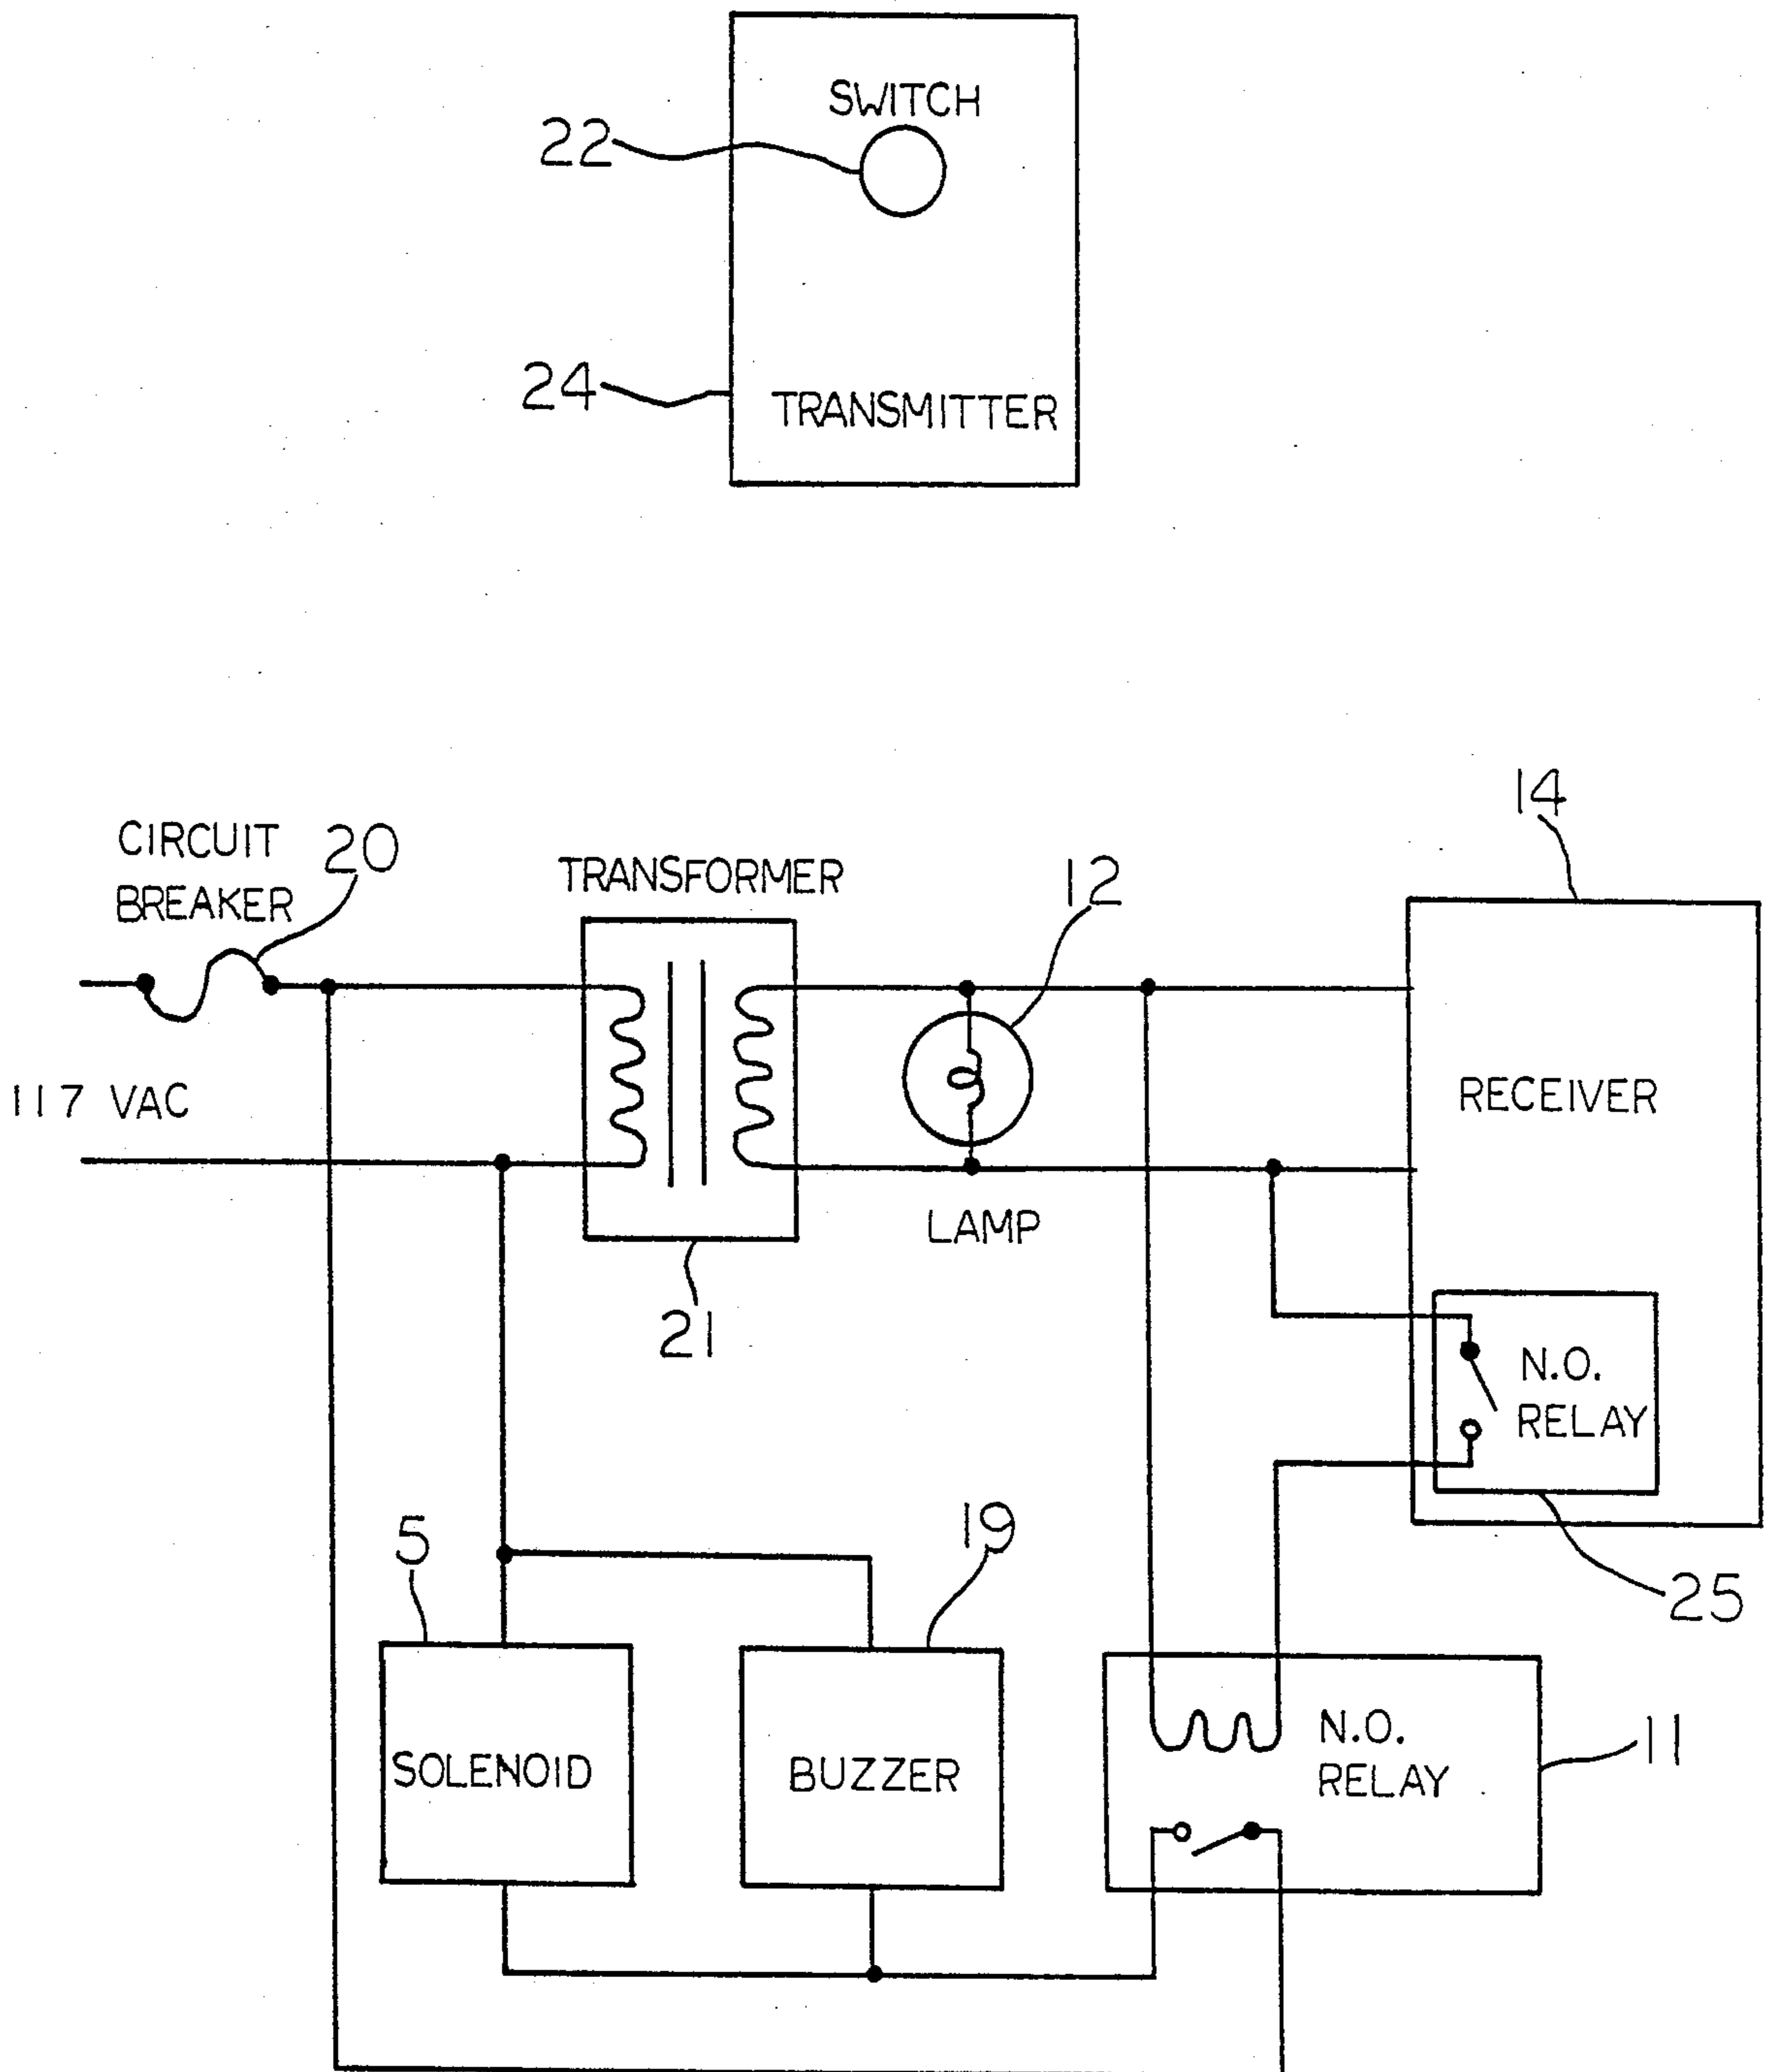 SWITCH
22
24
TRANSMITTER
14
CIRCUIT
BREAKER
20
TRANSFORMER
12
117 VAC
RECEIVER
LAMP
21
N.O.
RELAY
5
19
25
SOLENOID
BUZZER
N.O.
RELAY
11